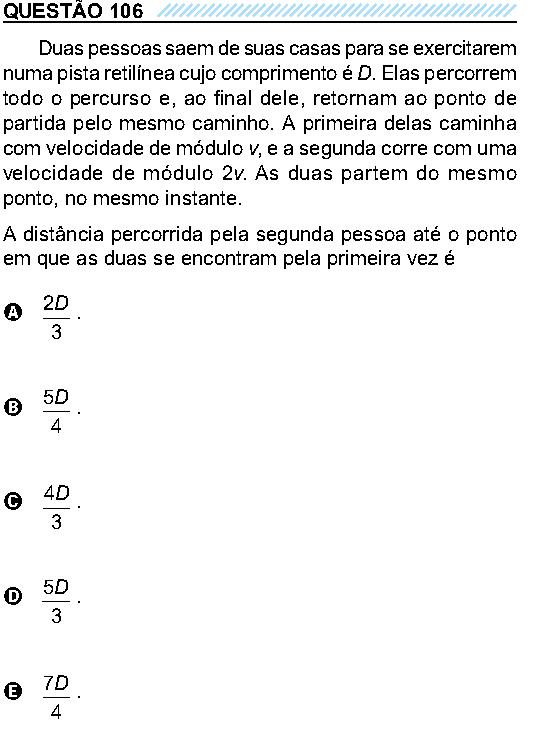 QUESTÃO 106
Duas pessoas saem de suas casas para se exercitarem
numa pista retilínea cujo comprimento é D. Elas percorrem
todo o percurso e, ao final dele, retornam ao ponto de
partida pelo mesmo caminho. A primeira delas caminha
com velocidade de módulo v, e a segunda corre com uma
velocidade de módulo 2v. As duas partem do mesmo
ponto, no mesmo instante.
A distância percorrida pela segunda pessoa até o ponto
em que as duas se encontram pela primeira vez é
A 2D/3 .
B 5D/4 .
C 4D/3 .
D 5D/3 .
E 7D/4 .